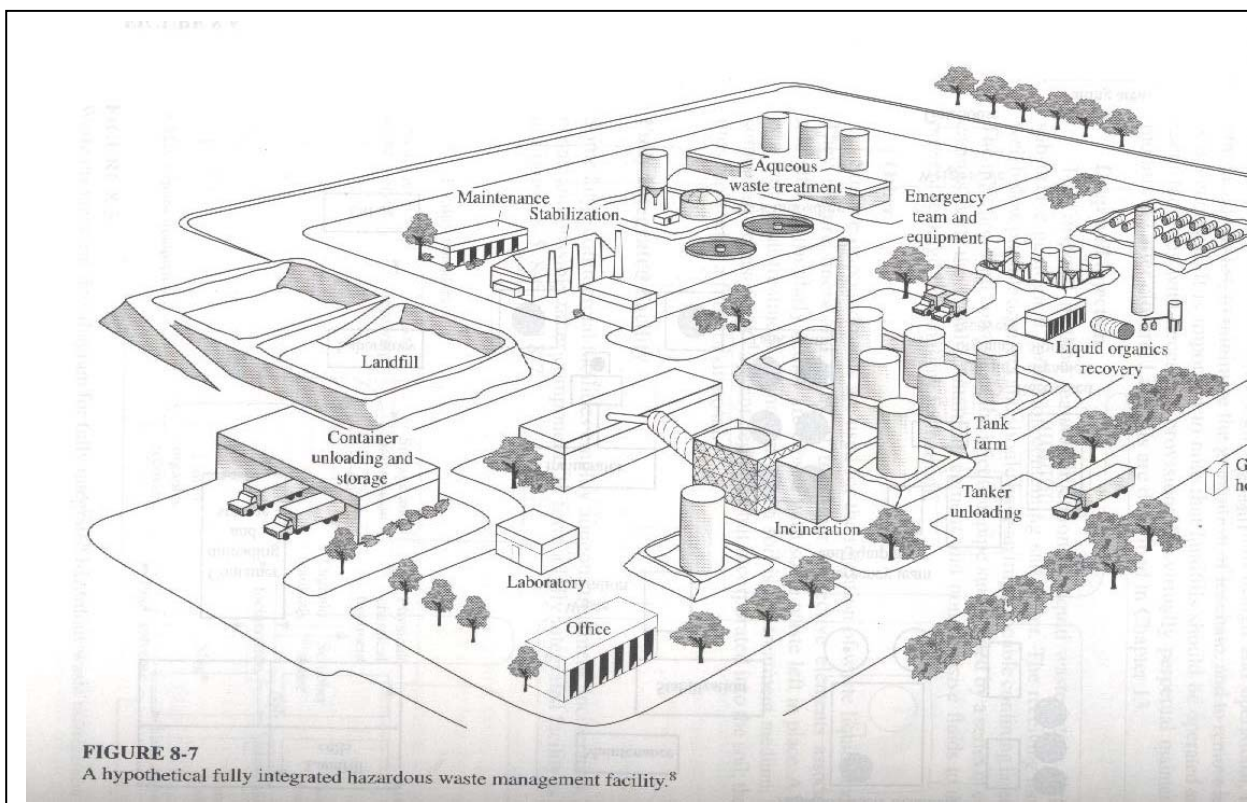 Aqueous
waste treatment
Maintenance
Stabilization
Emergency
team and
equipment
Landfill
Liquid organics
recovery
Container
unloading and
storage
Tank
farm
Tanker
unloading
Incineration
Laboratory
Office
FIGURE 8-7
A hypothetical fully integrated hazardous waste management facility.⁸